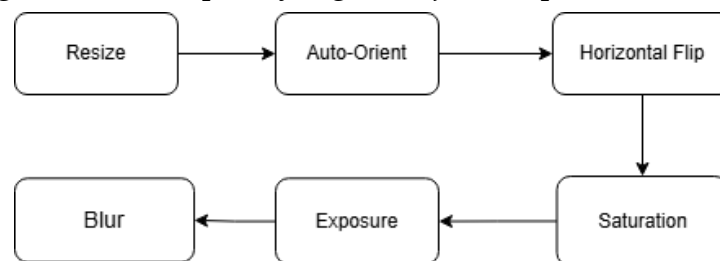 Resize
Auto-Orient
Horizontal Flip
Saturation
Exposure
Blur